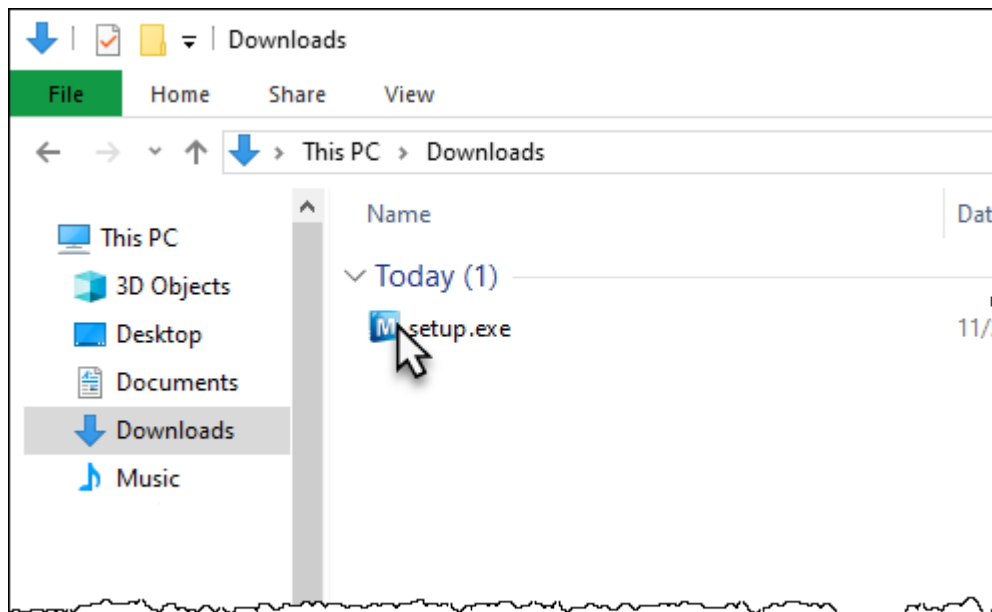 Downloads
File Home Share View
This PC Downloads
Name
This PC
Today (1)
3D Objects
setup.exe 11/
Desktop
Documents
Downloads
Music